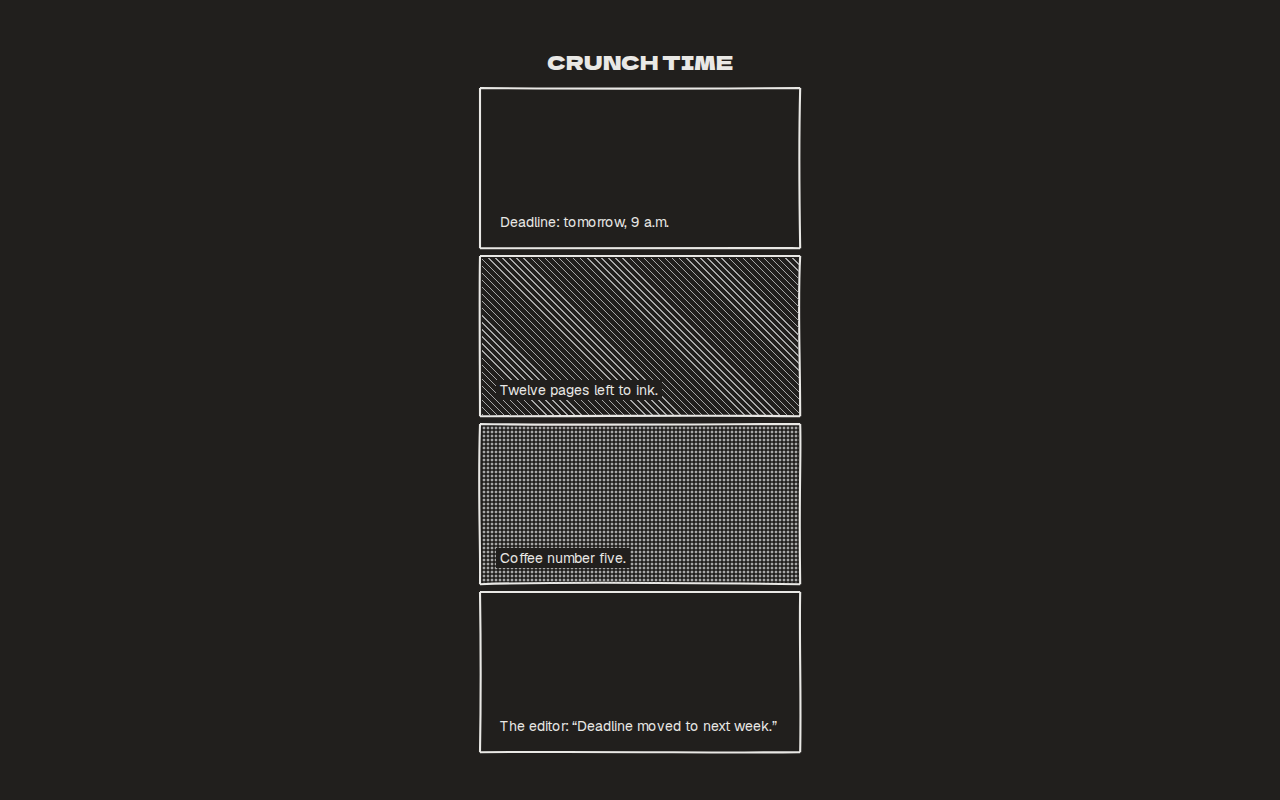 CRUNCH TIME
Deadline: tomorrow, 9 a.m.
Twelve pages left to ink.
Coffee number five.
The editor: “Deadline moved to next week.”